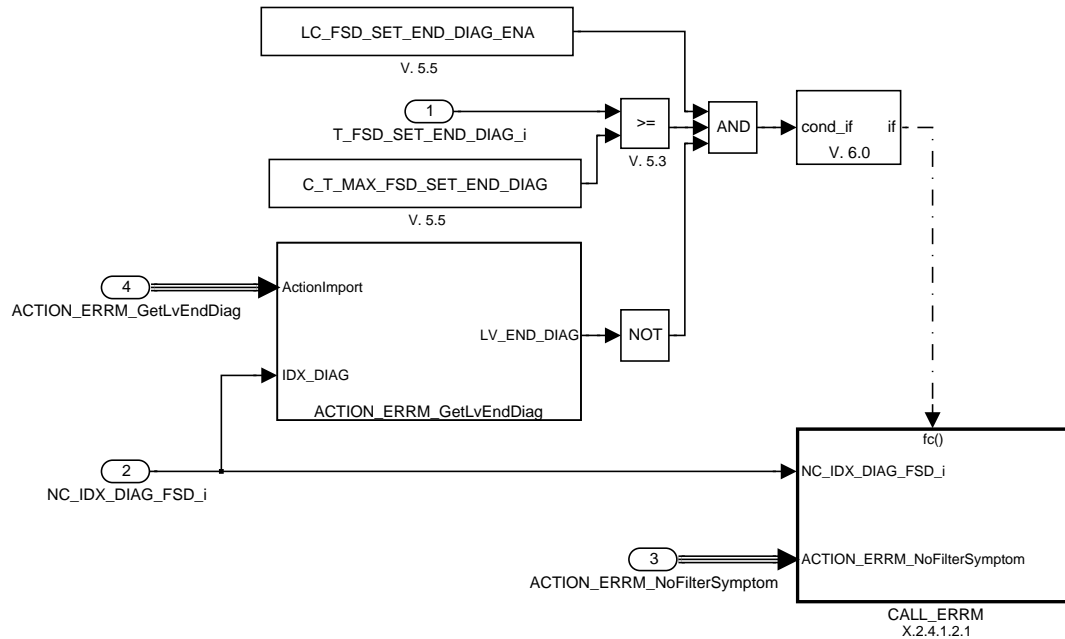 LC_FSD_SET_END_DIAG_ENA
V. 5.5
1
T_FSD_SET_END_DIAG_i
>=
V. 5.3
AND
cond_if
if
V. 6.0
C_T_MAX_FSD_SET_END_DIAG
V. 5.5
4
ACTION_ERRM_GetLvEndDiag
ActionImport
LV_END_DIAG
IDX_DIAG
ACTION_ERRM_GetLvEndDiag
NOT
2
NC_IDX_DIAG_FSD_i
fc()
NC_IDX_DIAG_FSD_i
3
ACTION_ERRM_NoFilterSymptom
ACTION_ERRM_NoFilterSymptom
CALL_ERRM
X.2.4.1.2.1